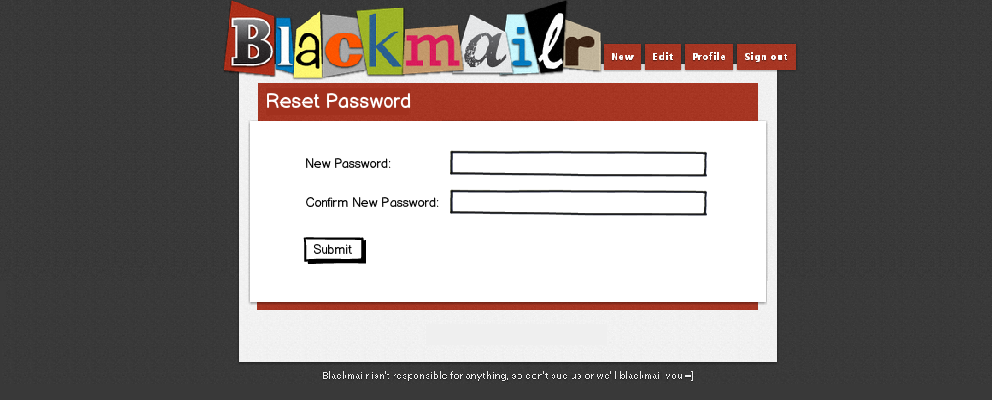 Blackmailr
New Edit Profile Sign out
Reset Password
New Password:
Confirm New Password:
Submit
Blackmailr isn't responsible for anything, so don't sue us or we'll blackmail you =]